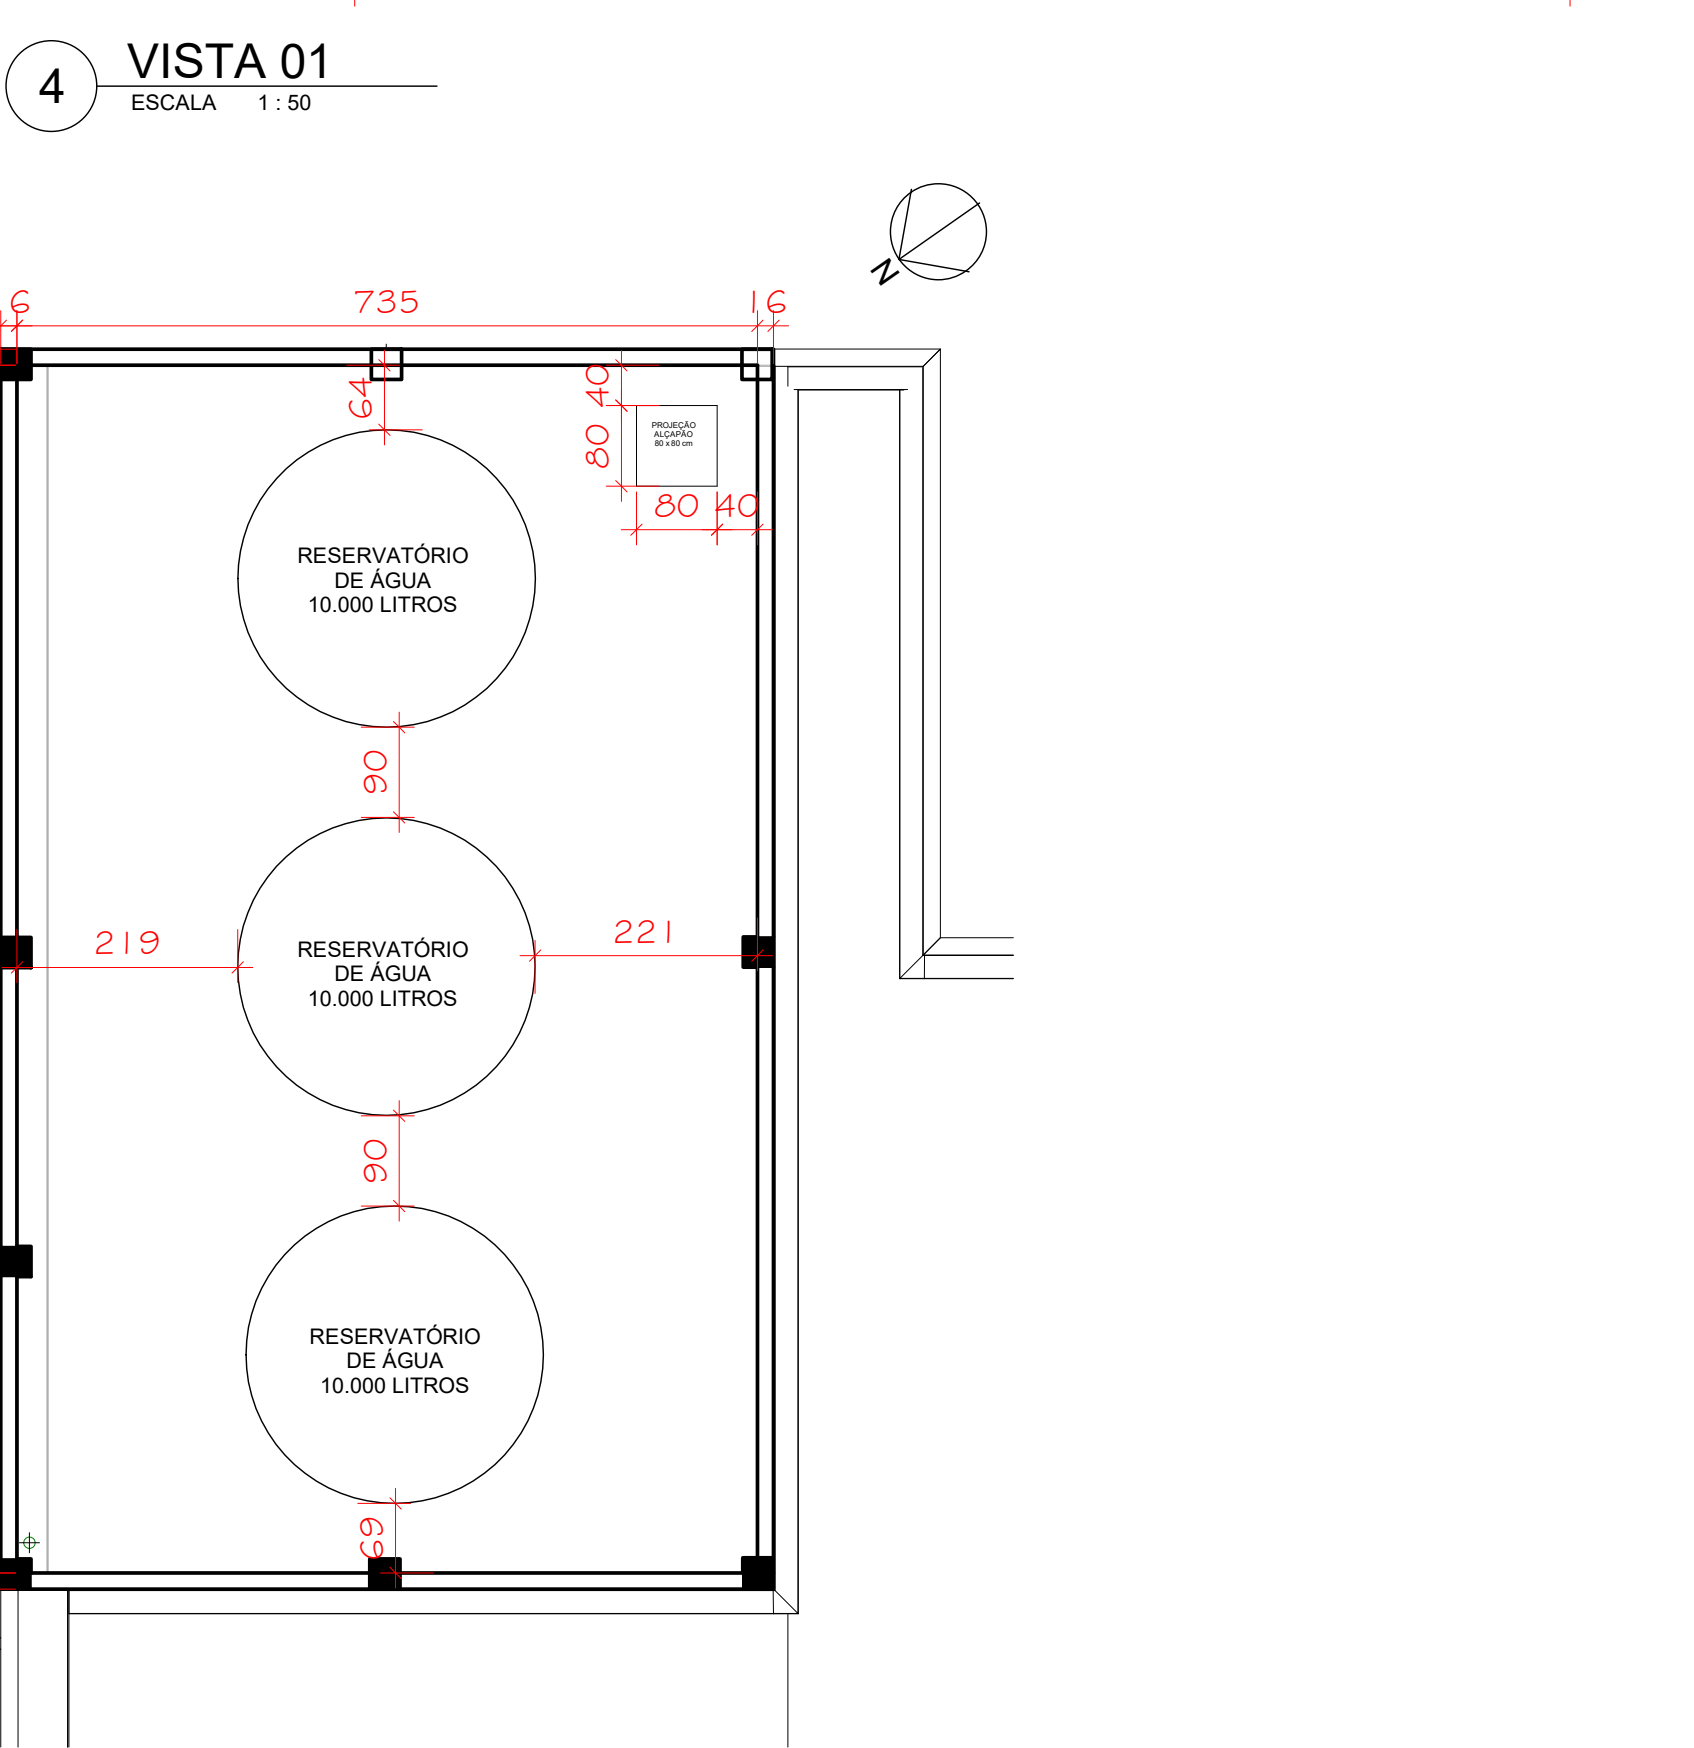 4
VISTA 01
ESCALA 1 : 50
N
6
735
16
64
40
80
PROJEÇÃO
ALÇAPÃO
80 x 80 cm
80
40
RESERVATÓRIO
DE ÁGUA
10.000 LITROS
90
219
221
RESERVATÓRIO
DE ÁGUA
10.000 LITROS
90
RESERVATÓRIO
DE ÁGUA
10.000 LITROS
69